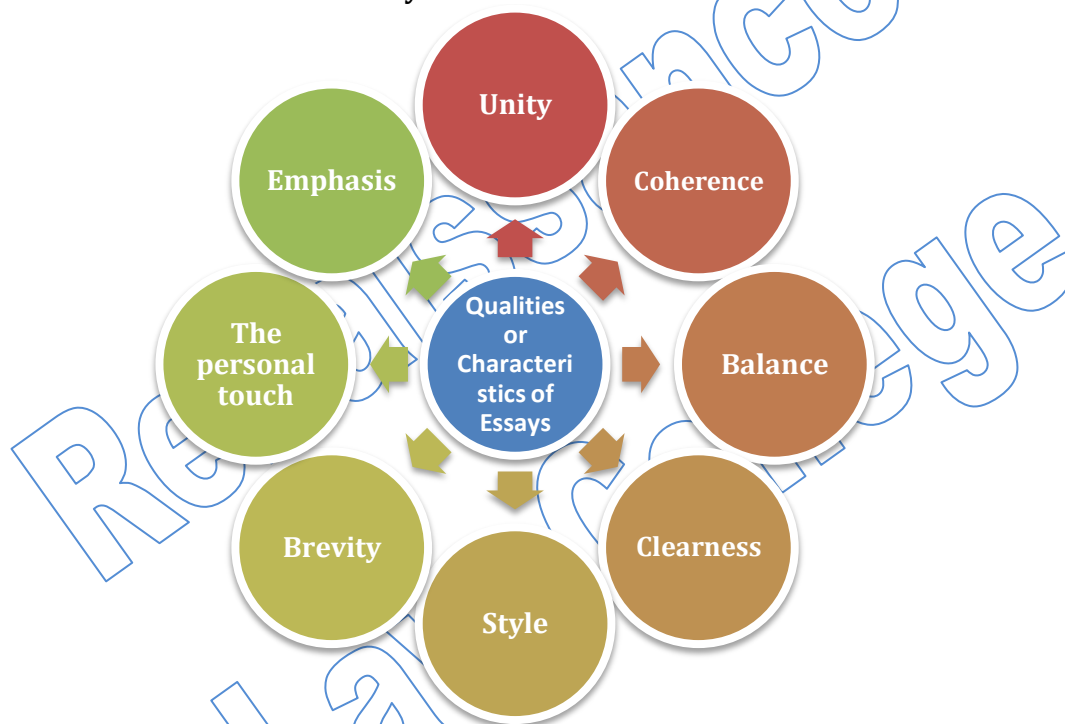 Unity
Emphasis
Coherence
Qualities
or
Characteri
stics of
Essays
The
personal
touch
Balance
Brevity
Clearness
Style